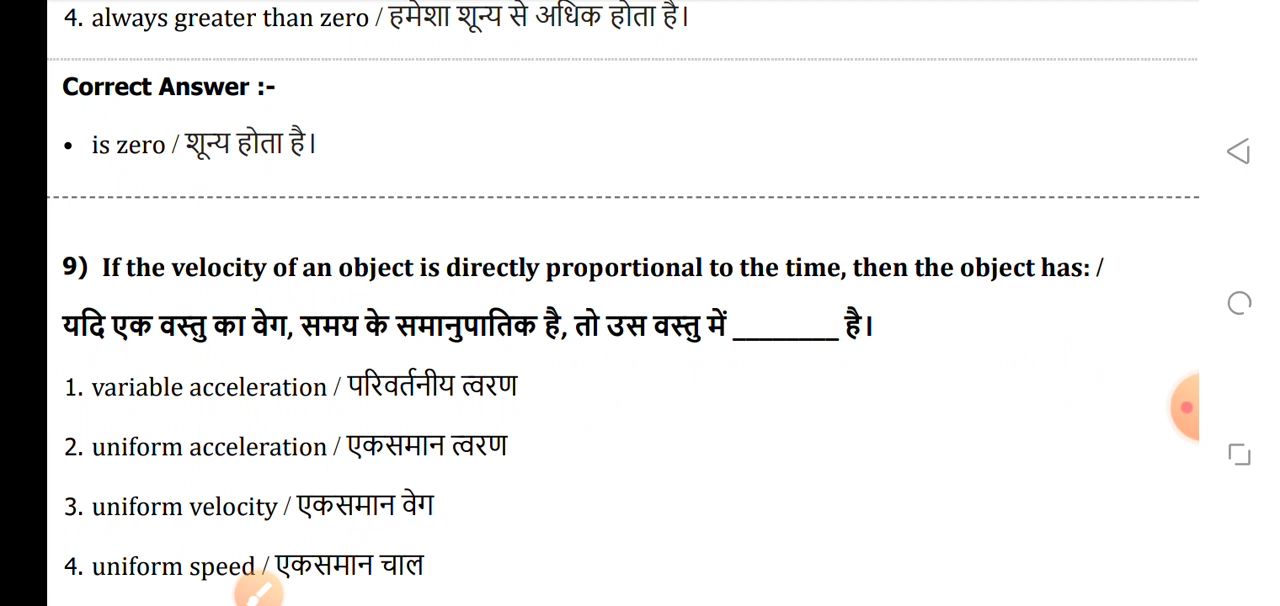 4. always greater than zero / हमेशा शून्य से अधिक होता है।
Correct Answer :-
• is zero / शून्य होता है।
9) If the velocity of an object is directly proportional to the time, then the object has: /
यदि एक वस्तु का वेग, समय के समानुपातिक है, तो उस वस्तु में ________ है।
1. variable acceleration / परिवर्तनीय त्वरण
2. uniform acceleration / एकसमान त्वरण
3. uniform velocity / एकसमान वेग
4. uniform speed / एकसमान चाल